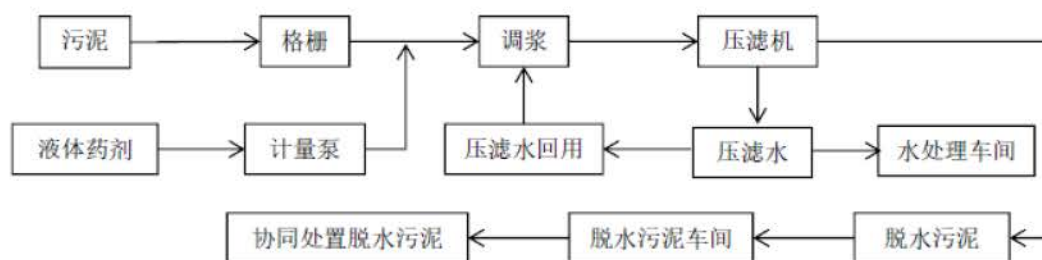 污泥
格栅
调浆
压滤机
液体药剂
计量泵
压滤水回用
压滤水
水处理车间
协同处置脱水污泥
脱水污泥车间
脱水污泥